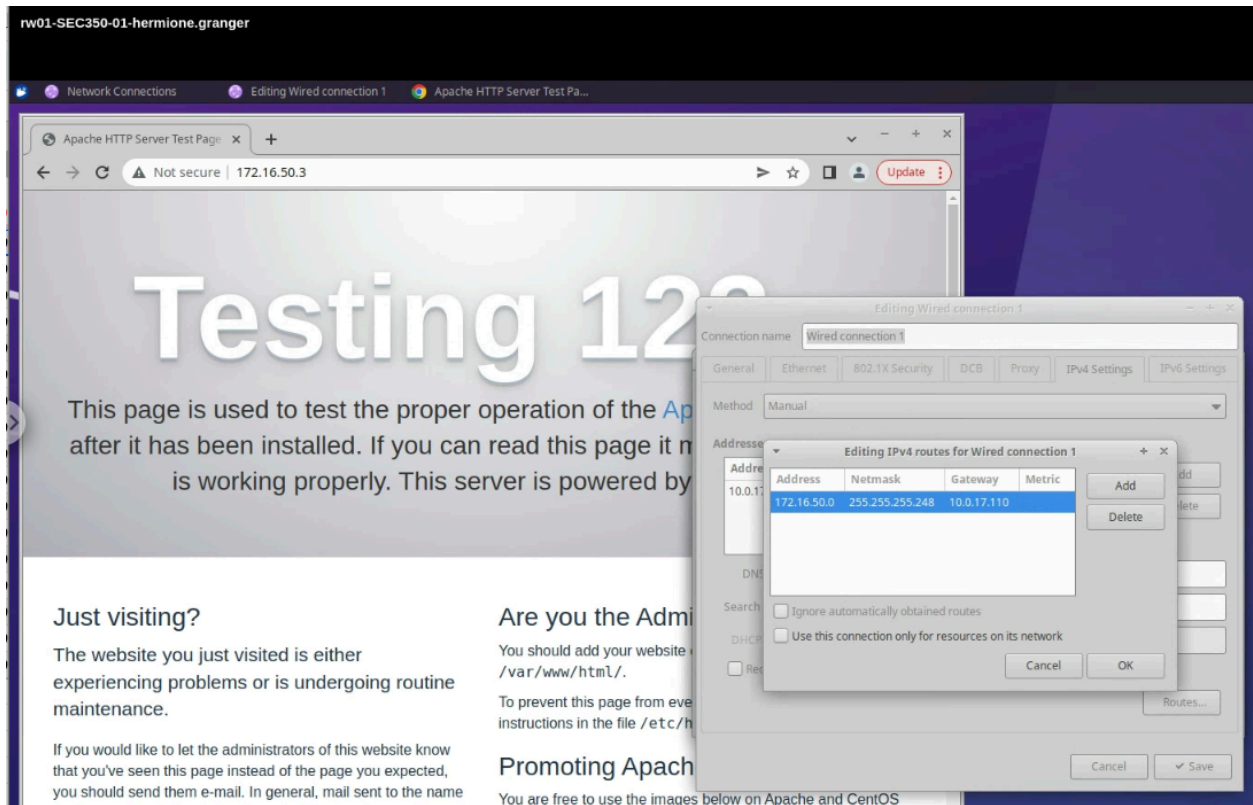 rw01-SEC350-01-hermione.granger
Network Connections
Editing Wired connection 1
Apache HTTP Server Test Pa...
Apache HTTP Server Test Page
Not secure | 172.16.50.3
Update
Testing
This page is used to test the proper operation of the
after it has been installed. If you can read this page it
is working properly. This server is powered by
Just visiting?
The website you just visited is either
experiencing problems or is undergoing routine
maintenance.
If you would like to let the administrators of this website know
that you've seen this page instead of the page you expected,
you should send them e-mail. In general, mail sent to the name
Are you the
You should add your website
/var/www/html/.
To prevent this page from
instructions in the file
Promoting
You are free to use the images below on Apache and CentOS
Editing Wired connection 1
Connection name Wired connection 1
General Ethernet 802.1X Security DCB Proxy IPv4 Settings IPv6 Settings
Method Manual
Editing IPv4 routes for Wired connection 1
Address Netmask Gateway Metric
172.16.50.0 255.255.255.248 10.0.17.110
Add
Delete
Search
Ignore automatically obtained routes
Use this connection only for resources on its network
Cancel OK
Routes...
Cancel Save